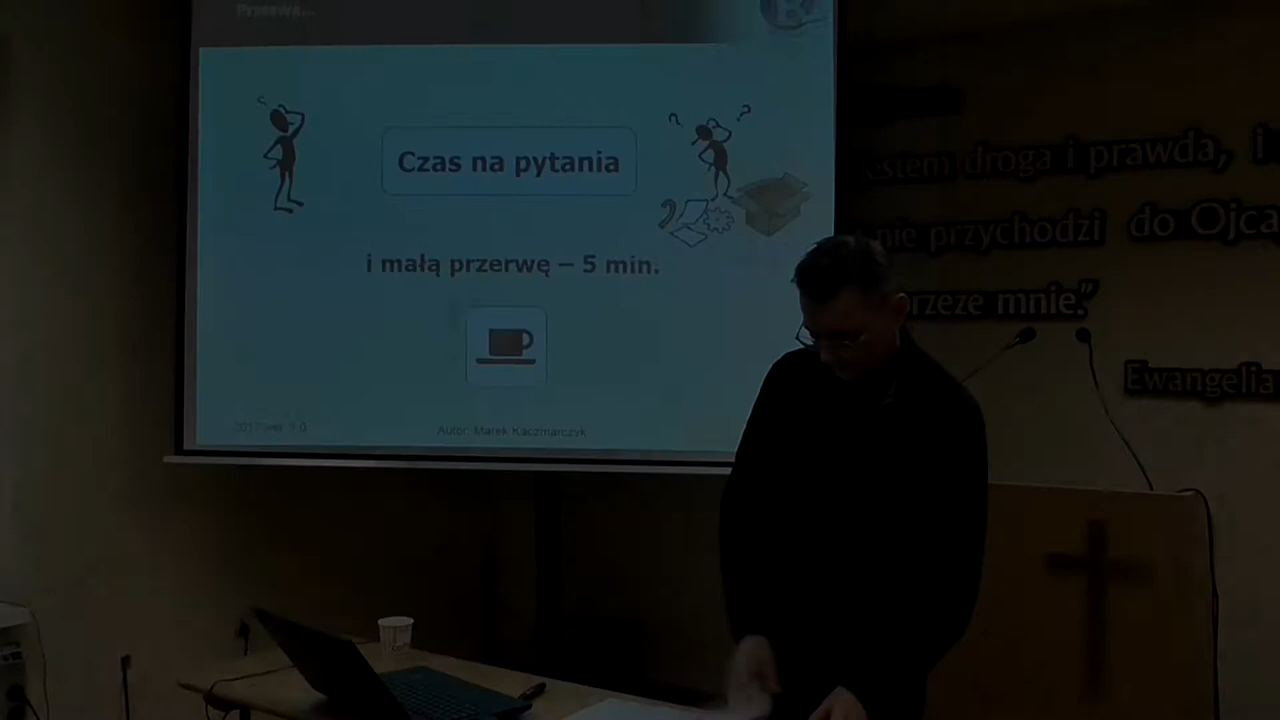 Przerwa...
Czas na pytania
i małą przerwę – 5 min.
Autor: Marek Kaczmarczyk
estem droga i prawda, i
nie przychodzi do Ojca
rzeze mnie.”
Ewangelia